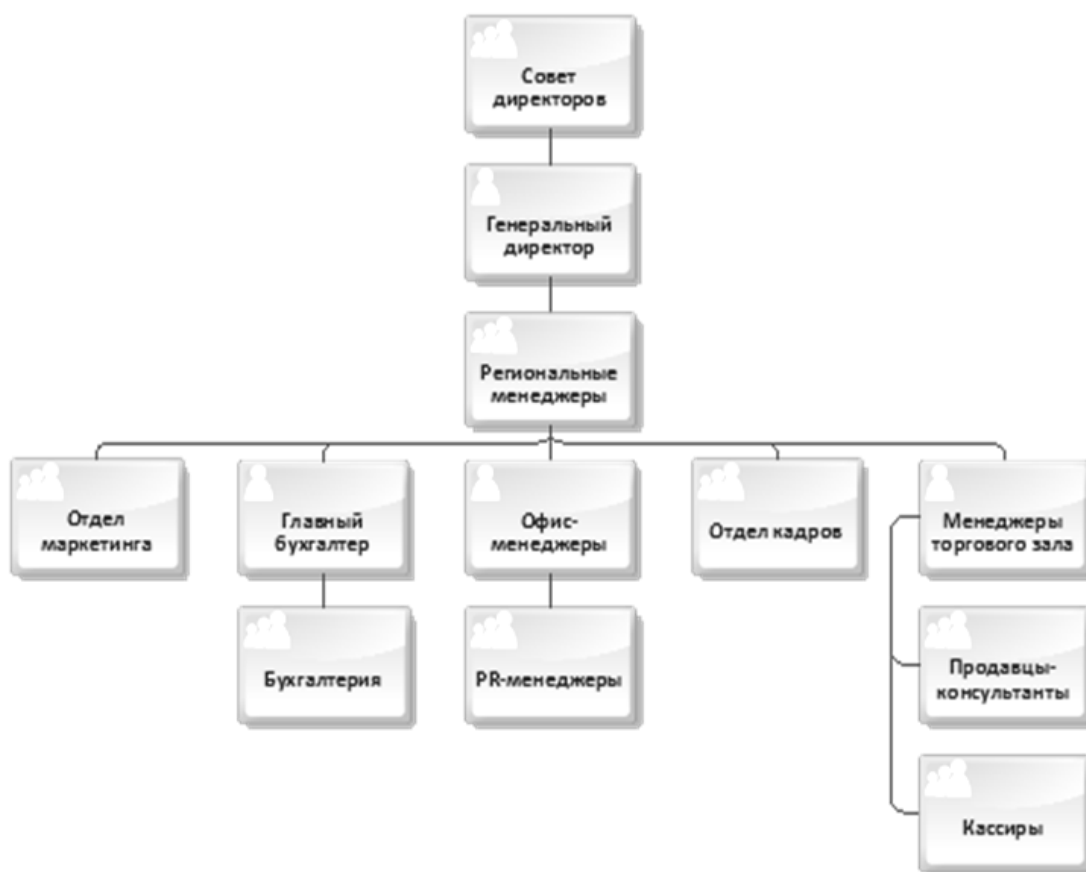 Совет
директоров
Генеральный
директор
Региональные
менеджеры
Отдел
маркетинга
Главный
бухгалтер
Офис-
менеджеры
Отдел кадров
Менеджеры
торгового зала
Бухгалтерия
PR-менеджеры
Продавцы-
консультанты
Кассиры